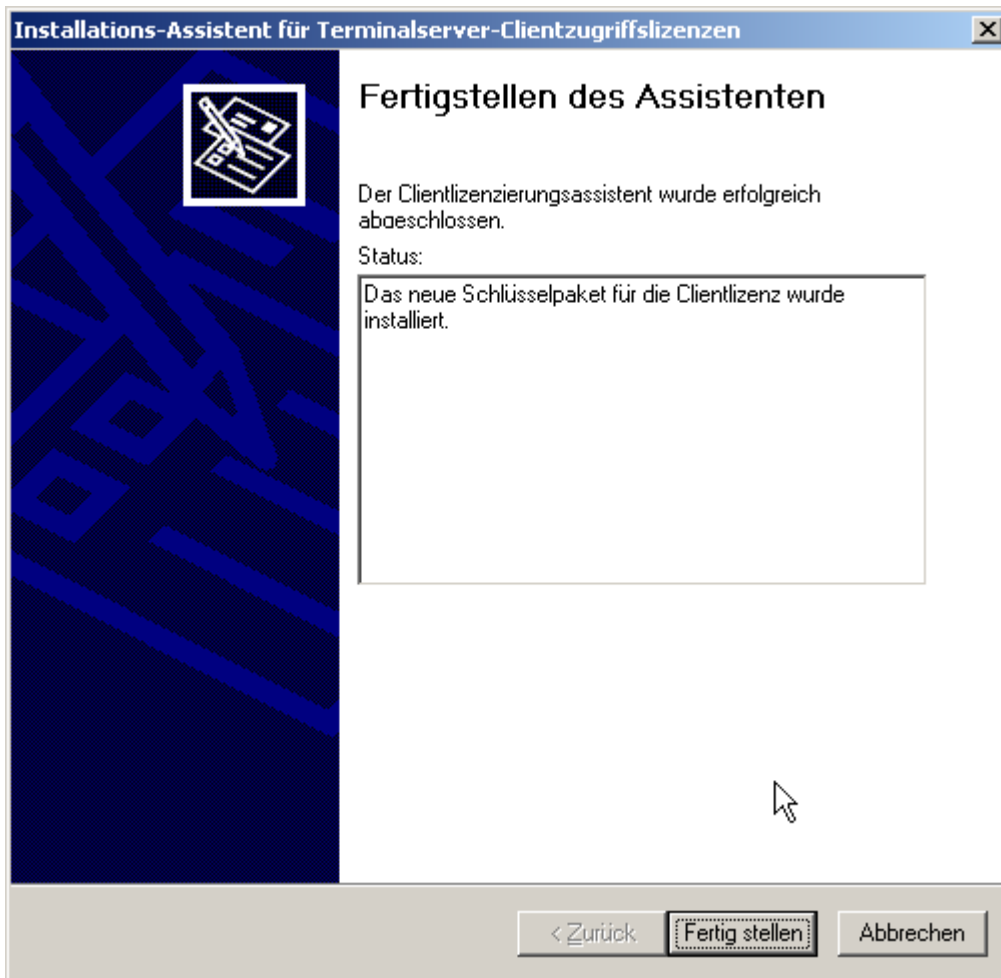 Installations-Assistent für Terminalserver-Clientzugriffslizenzen
Fertigstellen des Assistenten
Der Clientlizenzierungsassistent wurde erfolgreich
abgeschlossen.
Status:
Das neue Schlüsselpaket für die Clientlizenz wurde
installiert.
< Zurück
Fertig stellen
Abbrechen